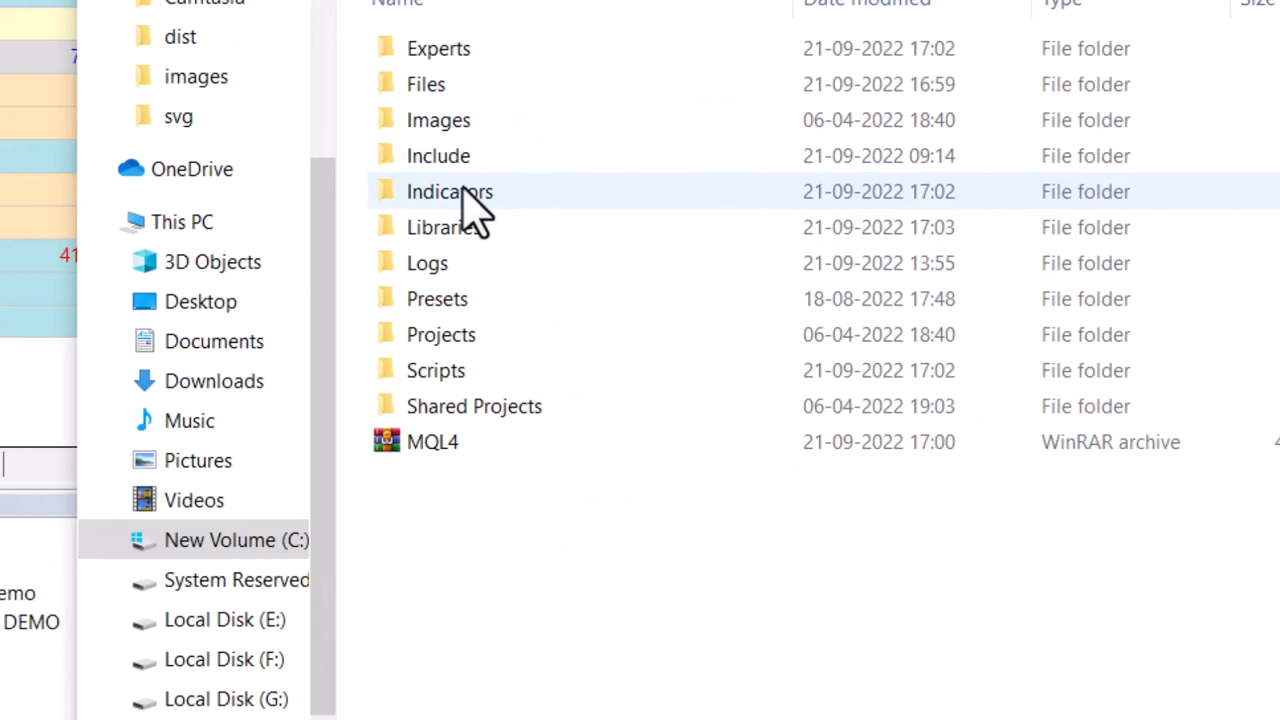 Camtasia
dist
images
svg
OneDrive
This PC
3D Objects
Desktop
Documents
Downloads
Music
Pictures
Videos
New Volume (C:)
System Reserved
Local Disk (E:)
Local Disk (F:)
Local Disk (G:)
Name Date modified Type Size
Experts 21-09-2022 17:02 File folder
Files 21-09-2022 16:59 File folder
Images 06-04-2022 18:40 File folder
Include 21-09-2022 09:14 File folder
Indicators 21-09-2022 17:02 File folder
Libraries 21-09-2022 17:03 File folder
Logs 21-09-2022 13:55 File folder
Presets 18-08-2022 17:48 File folder
Projects 06-04-2022 18:40 File folder
Scripts 21-09-2022 17:02 File folder
Shared Projects 06-04-2022 19:03 File folder
MQL4 21-09-2022 17:00 WinRAR archive
41
emo
DEMO